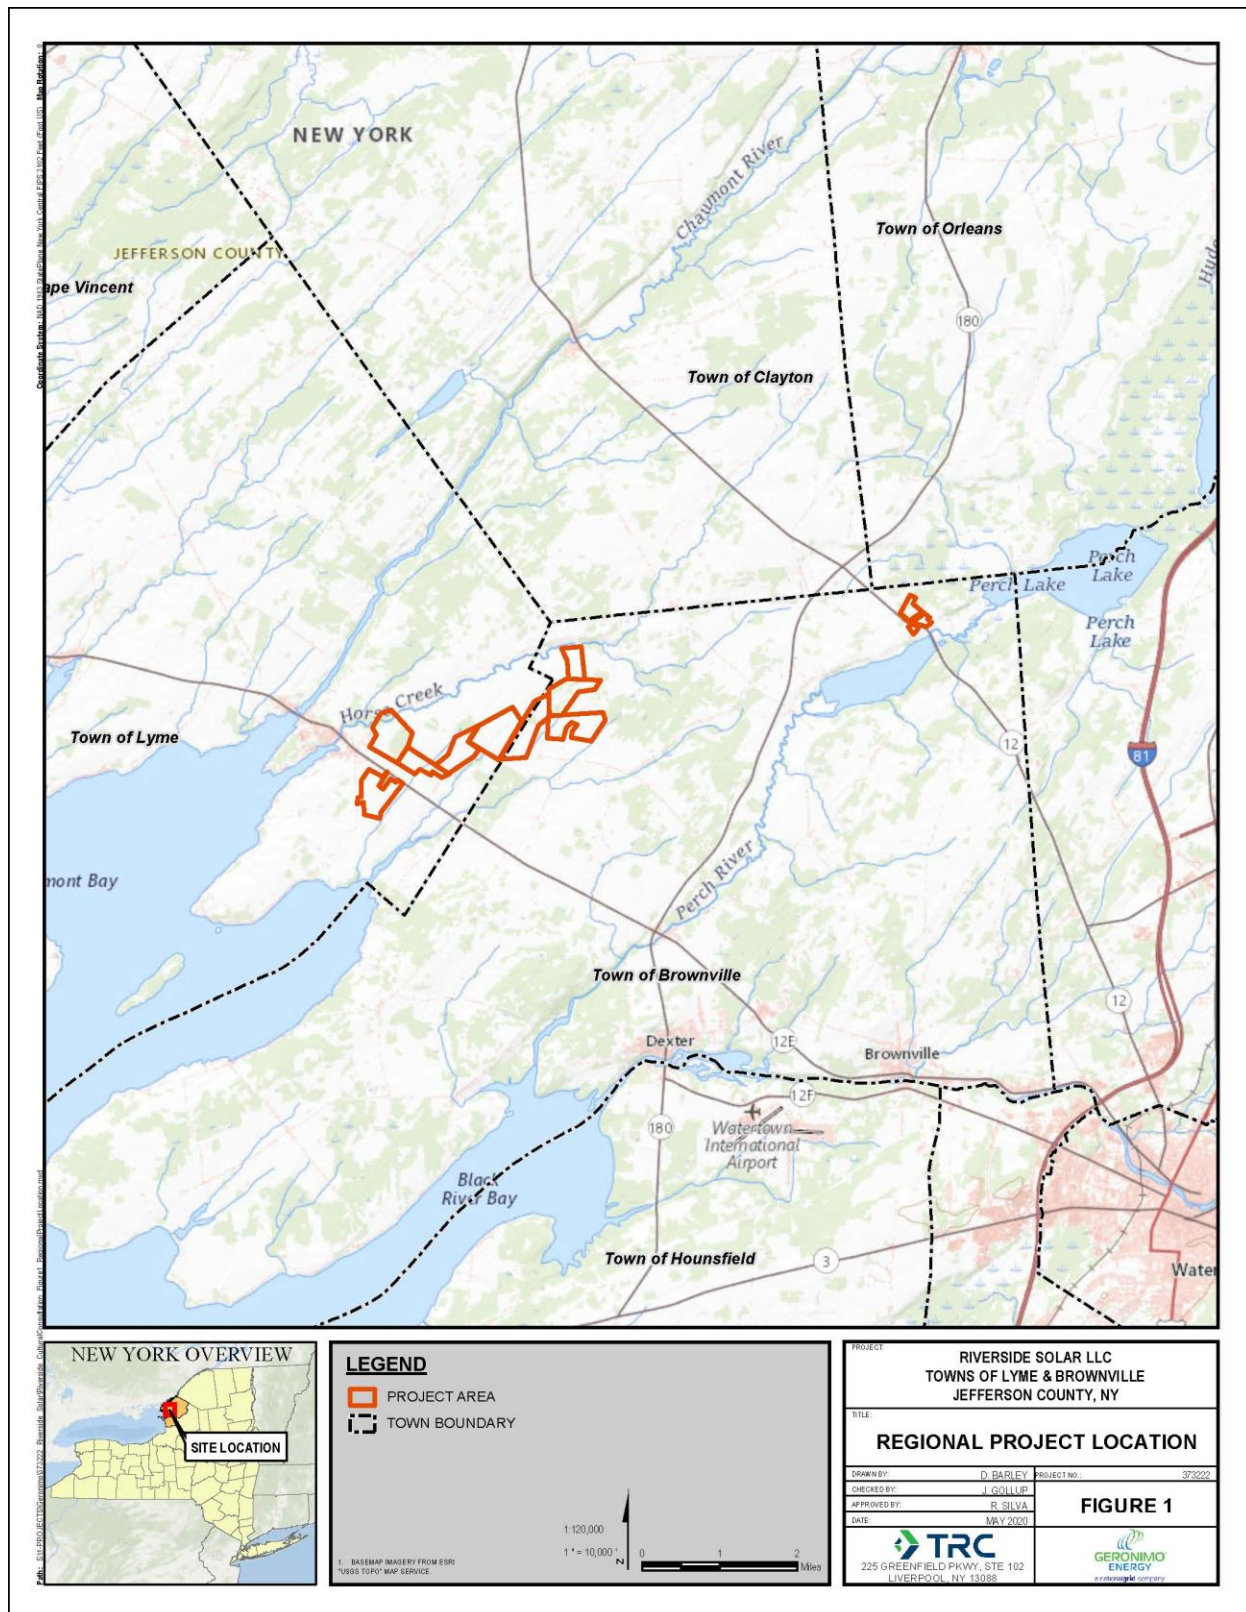 NEW YORK
Chaumont River
Town of Orleans
JEFFERSON COUNTY
ape Vincent
180
Town of Clayton
Perch
Lake
Perch Lake
Perch
Lake
Horse Creek
Town of Lyme
12
81
mont Bay
Perch River
Town of Brownville
12
Dexter
12E
Brownville
12F
180
Watertown
International
Airport
Black
River Bay
Town of Hounsfield
3
Water
NEW YORK OVERVIEW
SITE LOCATION
LEGEND
PROJECT AREA
TOWN BOUNDARY
1:120,000
1 " = 10,000 '
N
0 1 2
Miles
1. BASEMAP IMAGERY FROM ESRI
"USGS TOPO" MAP SERVICE.
PROJECT:
RIVERSIDE SOLAR LLC
TOWNS OF LYME & BROWNVILLE
JEFFERSON COUNTY, NY
TITLE:
REGIONAL PROJECT LOCATION
DRAWN BY: D. BARLEY
CHECKED BY: J. GOLLUP
APPROVED BY: R. SILVA
DATE: MAY 2020
PROJECT NO.: 373222
FIGURE 1
TRC
225 GREENFIELD PKWY, STE 102
LIVERPOOL, NY 13088
GERONIMO
ENERGY
a nationalgrid company